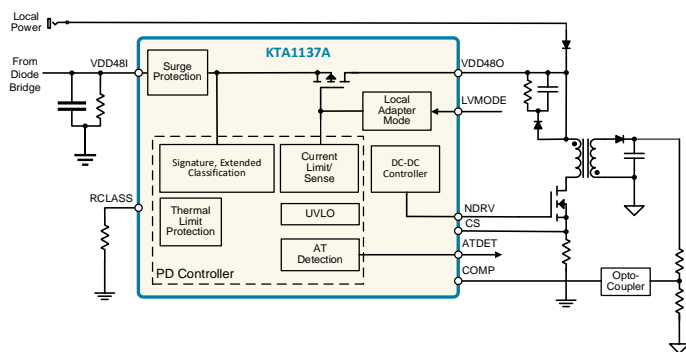 Local
Power
KTA1137A
From
Diode
Bridge
VDD48I
Surge
Protection
VDD48O
Local
Adapter
Mode
LVMODE
Signature, Extended
Classification
Current
Limit/
Sense
DC-DC
Controller
RCLASS
Thermal
Limit
Protection
UVLO
NDRV
CS
AT
Detection
ATDET
PD Controller
COMP
Opto-
Coupler